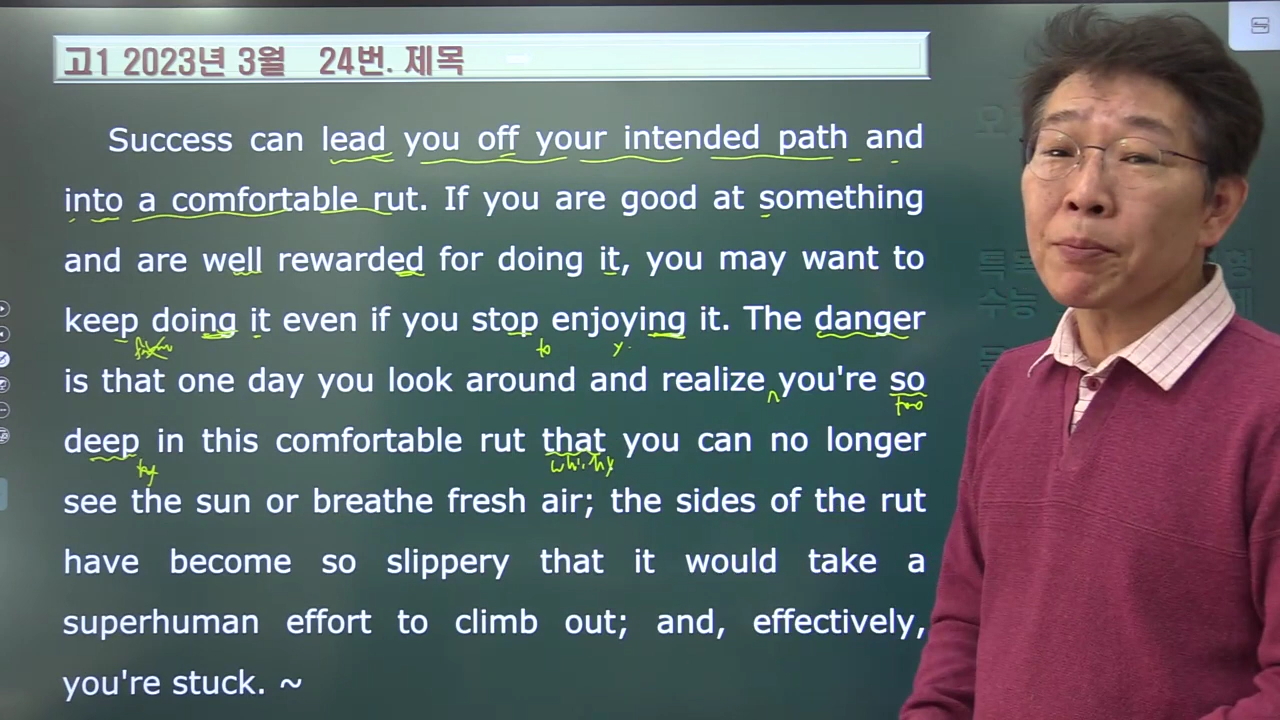 고1 2023년 3월 24번. 제목
Success can lead you off your intended path and
into a comfortable rut. If you are good at something
and are well rewarded for doing it, you may want to
keep doing it even if you stop enjoying it. The danger
to
is that one day you look around and realize you're so
too
deep in this comfortable rut that you can no longer
see the sun or breathe fresh air; the sides of the rut
have become so slippery that it would take a
superhuman effort to climb out; and, effectively,
you're stuck. ~
수능